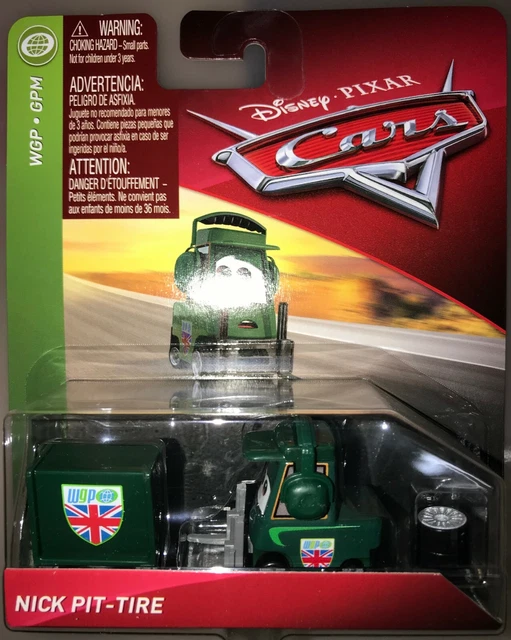 WGP • GPM
WARNING:
CHOKING HAZARD – Small parts.
Not for children under 3 years.
ADVERTENCIA:
PELIGRO DE ASFIXIA.
Juguete no recomendado para menores
de 3 años. Contiene piezas pequeñas que
podrían provocar asfixia en caso de ser
ingeridas por el niño/a.
ATTENTION:
DANGER D'ÉTOUFFEMENT –
Petits éléments. Ne convient pas
aux enfants de moins de 36 mois.
Disney • PIXAR
Cars
WGP
WGP
NICK PIT-TIRE